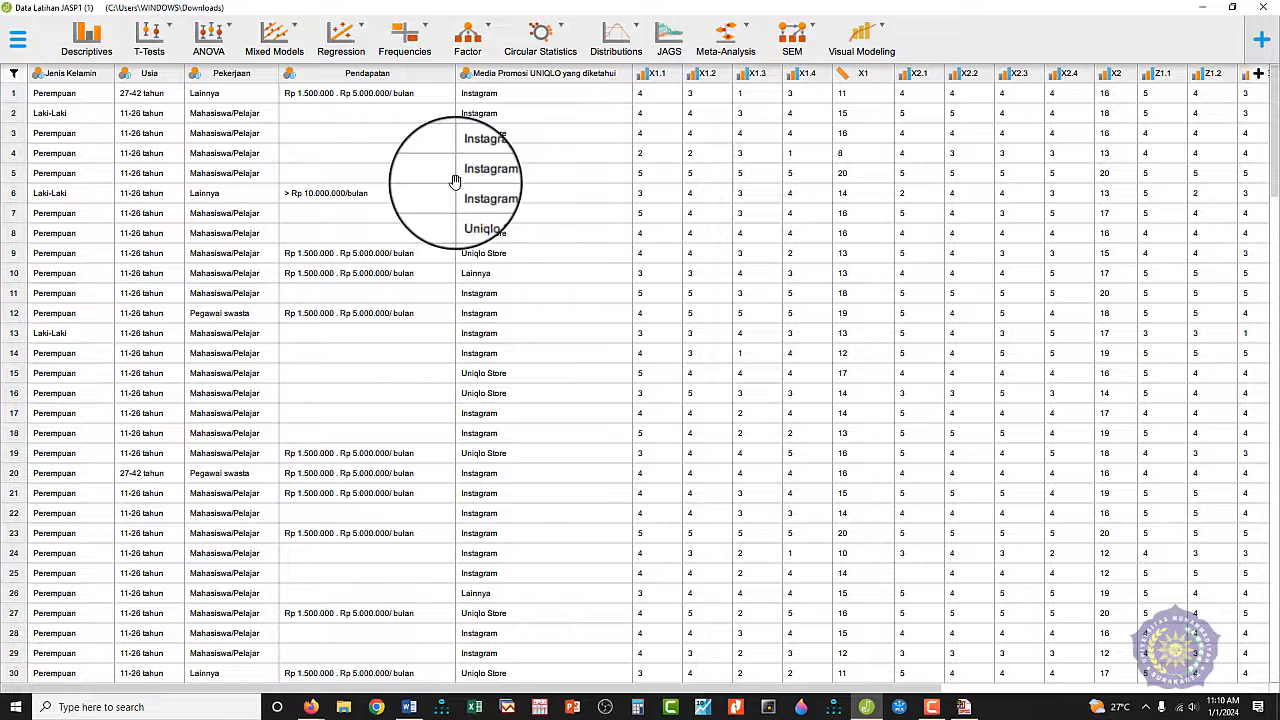 Data Latihan JASP1 (1) (C:\Users\WINDOWS\Downloads)
Descriptives T-Tests ANOVA Mixed Models Regression Frequencies Factor Circular Statistics Distributions JAGS Meta-Analysis SEM Visual Modeling
Jenis Kelamin Usia Pekerjaan Pendapatan Media Promosi UNIQLO yang diketahui X1.1 X1.2 X1.3 X1.4 X1 X2.1 X2.2 X2.3 X2.4 X2 Z1.1 Z1.2
1 Perempuan 27-42 tahun Lainnya Rp 1.500.000 . Rp 5.000.000/ bulan Instagram 4 3 1 3 11 4 4 4 4 16 5 4 3
2 Laki-Laki 11-26 tahun Mahasiswa/Pelajar Instagram 4 4 3 4 15 5 5 4 4 18 5 4 5
3 Perempuan 11-26 tahun Mahasiswa/Pelajar 4 4 4 4 16 4 4 4 4 16 4 4 4
4 Perempuan 11-26 tahun Mahasiswa/Pelajar Instagram 2 2 3 1 8 4 3 3 3 13 4 4 4
5 Perempuan 11-26 tahun Mahasiswa/Pelajar Instagram 5 5 5 5 20 5 5 5 5 20 5 5 5
6 Laki-Laki 11-26 tahun Lainnya > Rp 10.000.000/bulan Instagram 3 4 3 4 14 2 4 4 3 13 4 2 4
7 Perempuan 11-26 tahun Mahasiswa/Pelajar 5 4 3 4 16 5 4 3 5 17 5 4 4
8 Perempuan 11-26 tahun Mahasiswa/Pelajar Uniqlo 4 4 4 4 16 4 4 4 4 16 4 4 4
9 Perempuan 11-26 tahun Mahasiswa/Pelajar Rp 1.500.000 . Rp 5.000.000/ bulan Uniqlo Store 4 4 3 2 13 4 3 3 5 15 4 4 3
10 Perempuan 11-26 tahun Mahasiswa/Pelajar Rp 1.500.000 . Rp 5.000.000/ bulan Lainnya 3 4 3 3 13 4 4 4 5 17 5 5 5
11 Perempuan 11-26 tahun Mahasiswa/Pelajar Instagram 5 5 3 5 18 5 5 5 5 20 5 5 5
12 Perempuan 11-26 tahun Pegawai swasta Rp 1.500.000 . Rp 5.000.000/ bulan Instagram 4 5 5 5 19 5 4 4 5 18 5 5 4
13 Laki-Laki 11-26 tahun Mahasiswa/Pelajar Instagram 3 3 4 3 13 5 4 3 5 17 3 3 1
14 Perempuan 11-26 tahun Mahasiswa/Pelajar Instagram 4 3 1 4 12 5 4 5 5 19 5 5 5
15 Perempuan 11-26 tahun Mahasiswa/Pelajar Uniqlo Store 5 4 4 4 17 4 4 4 4 16 5 4 4
16 Perempuan 11-26 tahun Mahasiswa/Pelajar Uniqlo Store 3 5 3 3 14 3 3 5 5 16 3 4 4
17 Perempuan 11-26 tahun Mahasiswa/Pelajar Instagram 4 4 2 4 14 5 4 4 4 17 4 4 4
18 Perempuan 11-26 tahun Mahasiswa/Pelajar Instagram 5 4 2 2 13 5 5 5 4 19 5 4 4
19 Perempuan 11-26 tahun Mahasiswa/Pelajar Rp 1.500.000 . Rp 5.000.000/ bulan Uniqlo Store 3 4 4 5 16 5 5 4 4 18 4 3 4
20 Perempuan 27-42 tahun Pegawai swasta Rp 1.500.000 . Rp 5.000.000/ bulan Instagram 4 4 4 4 16 4 4 4 4 16 4 4 4
21 Perempuan 11-26 tahun Mahasiswa/Pelajar Rp 1.500.000 . Rp 5.000.000/ bulan Instagram 4 4 3 4 15 5 5 5 4 19 5 5 5
22 Perempuan 11-26 tahun Mahasiswa/Pelajar Instagram 4 4 3 3 14 4 4 4 4 16 4 4 4
23 Perempuan 11-26 tahun Mahasiswa/Pelajar Rp 1.500.000 . Rp 5.000.000/ bulan Instagram 5 5 5 5 20 5 5 5 5 20 5 5 5
24 Perempuan 11-26 tahun Mahasiswa/Pelajar Instagram 4 3 2 1 10 3 4 3 2 12 4 3 3
25 Perempuan 11-26 tahun Mahasiswa/Pelajar Instagram 4 4 2 4 14 4 4 4 12 5 5 5
26 Perempuan 11-26 tahun Mahasiswa/Pelajar Lainnya 3 4 4 4 15 5 4 5 5 19 5 4 4
27 Perempuan 11-26 tahun Mahasiswa/Pelajar Rp 1.500.000 . Rp 5.000.000/ bulan Uniqlo Store 4 5 2 5 16 5 5 5 5 20 5 4
28 Perempuan 11-26 tahun Mahasiswa/Pelajar Instagram 4 4 3 4 15 4 4 4 4 16 4 4
29 Perempuan 11-26 tahun Mahasiswa/Pelajar Instagram 4 3 2 3 12 5 4 4 4 17 4
30 Perempuan 11-26 tahun Lainnya Rp 1.500.000 . Rp 5.000.000/ bulan Uniqlo Store 3 4 2 2 11 4 5 4 4 17 4
Type here to search
27°C
11:10 AM
1/1/2024